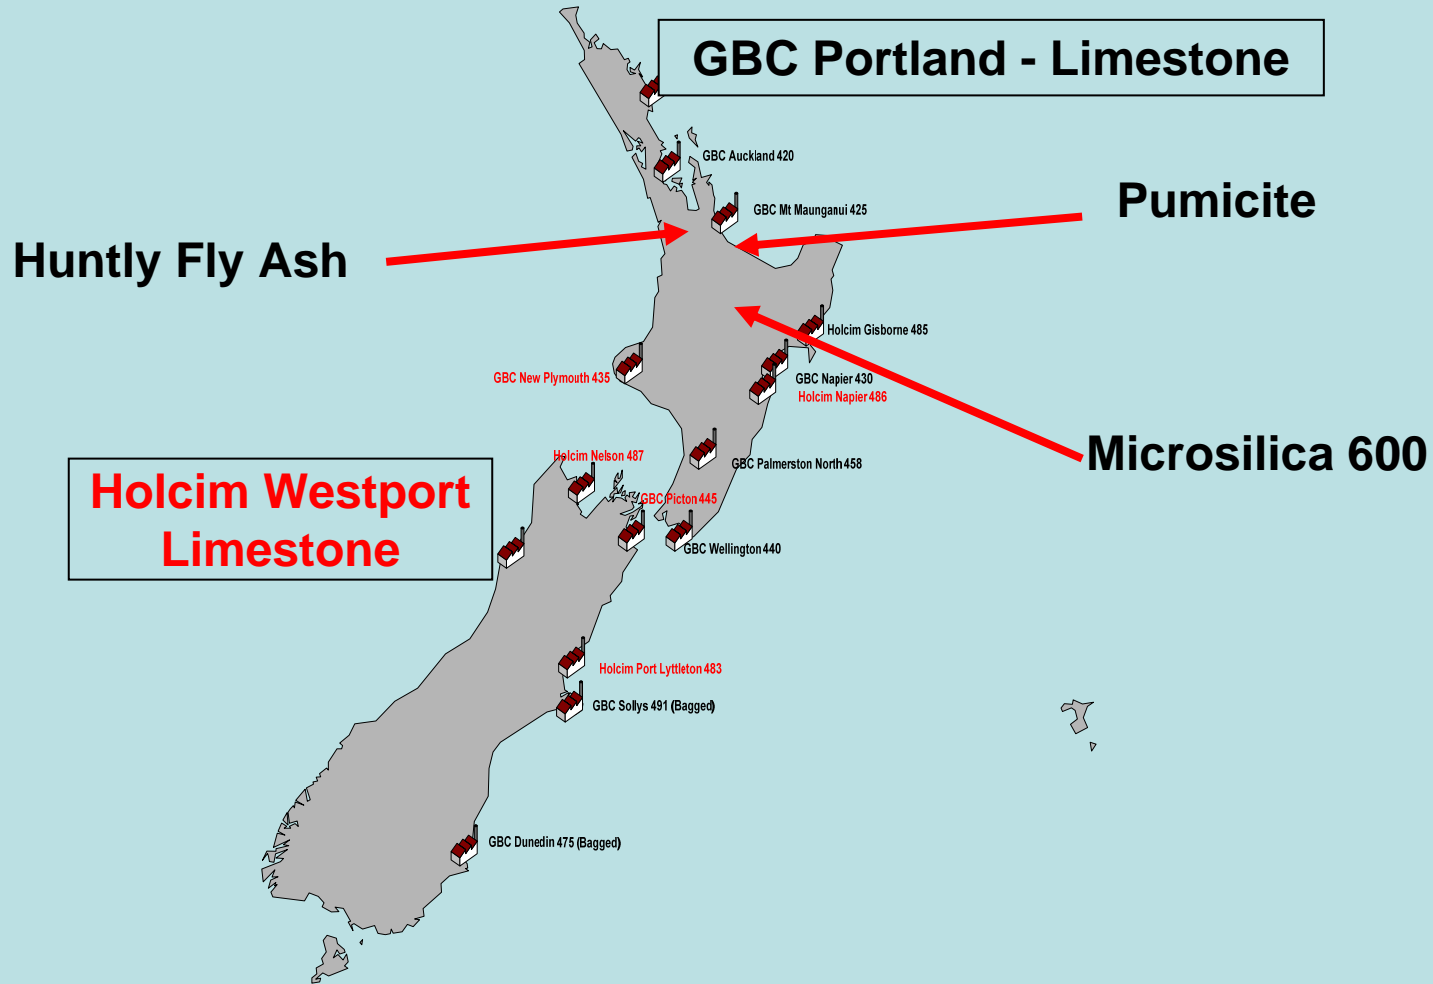 GBC Portland - Limestone
GBC Auckland 420
Pumicite
GBC Mt Maunganui 425
Huntly Fly Ash
Holcim Gisborne 485
GBC New Plymouth 435
GBC Napier 430
Holcim Napier 486
Microsilica 600
Holcim Nelson 487
GBC Palmerston North 458
Holcim Westport
Limestone
GBC Picton 445
GBC Wellington 440
Holcim Port Lyttleton 483
GBC Sollys 491 (Bagged)
GBC Dunedin 475 (Bagged)